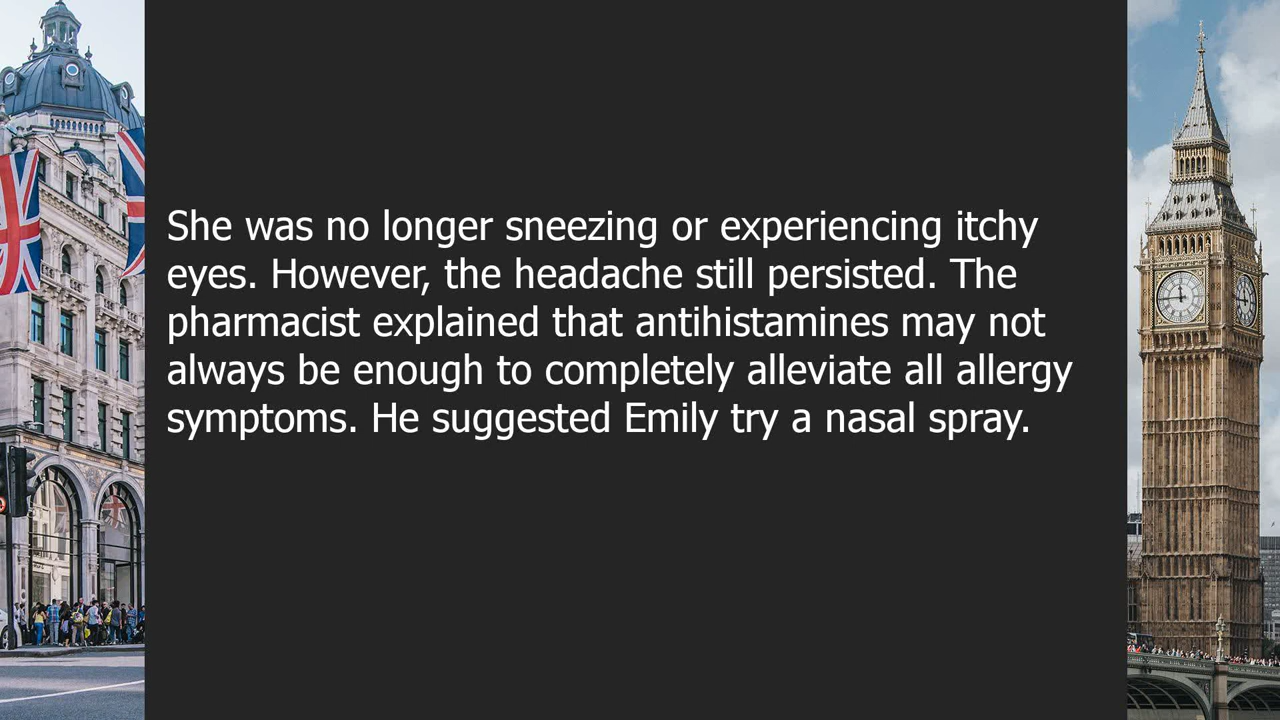 She was no longer sneezing or experiencing itchy
eyes. However, the headache still persisted. The
pharmacist explained that antihistamines may not
always be enough to completely alleviate all allergy
symptoms. He suggested Emily try a nasal spray.